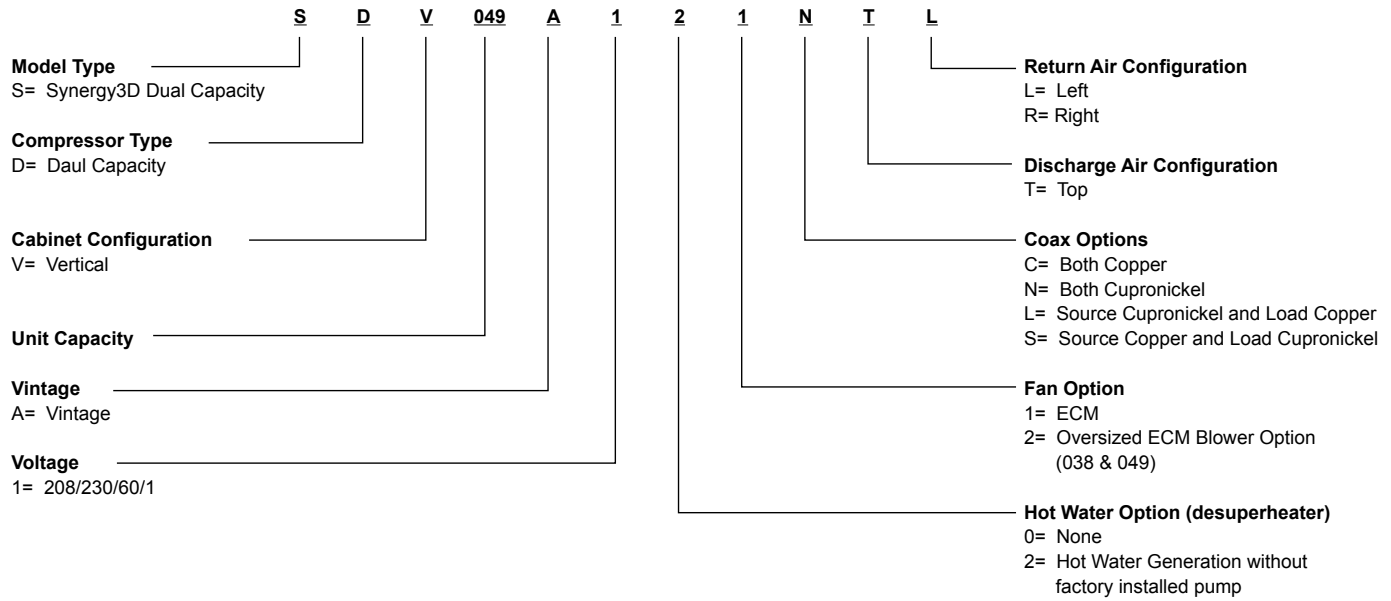 S D V 049 A 1 2 1 N T L
Model Type
S= Synergy3D Dual Capacity
Compressor Type
D= Daul Capacity
Cabinet Configuration
V= Vertical
Unit Capacity
Vintage
A= Vintage
Voltage
1= 208/230/60/1
Return Air Configuration
L= Left
R= Right
Discharge Air Configuration
T= Top
Coax Options
C= Both Copper
N= Both Cupronickel
L= Source Cupronickel and Load Copper
S= Source Copper and Load Cupronickel
Fan Option
1= ECM
2= Oversized ECM Blower Option
(038 & 049)
Hot Water Option (desuperheater)
0= None
2= Hot Water Generation without
factory installed pump